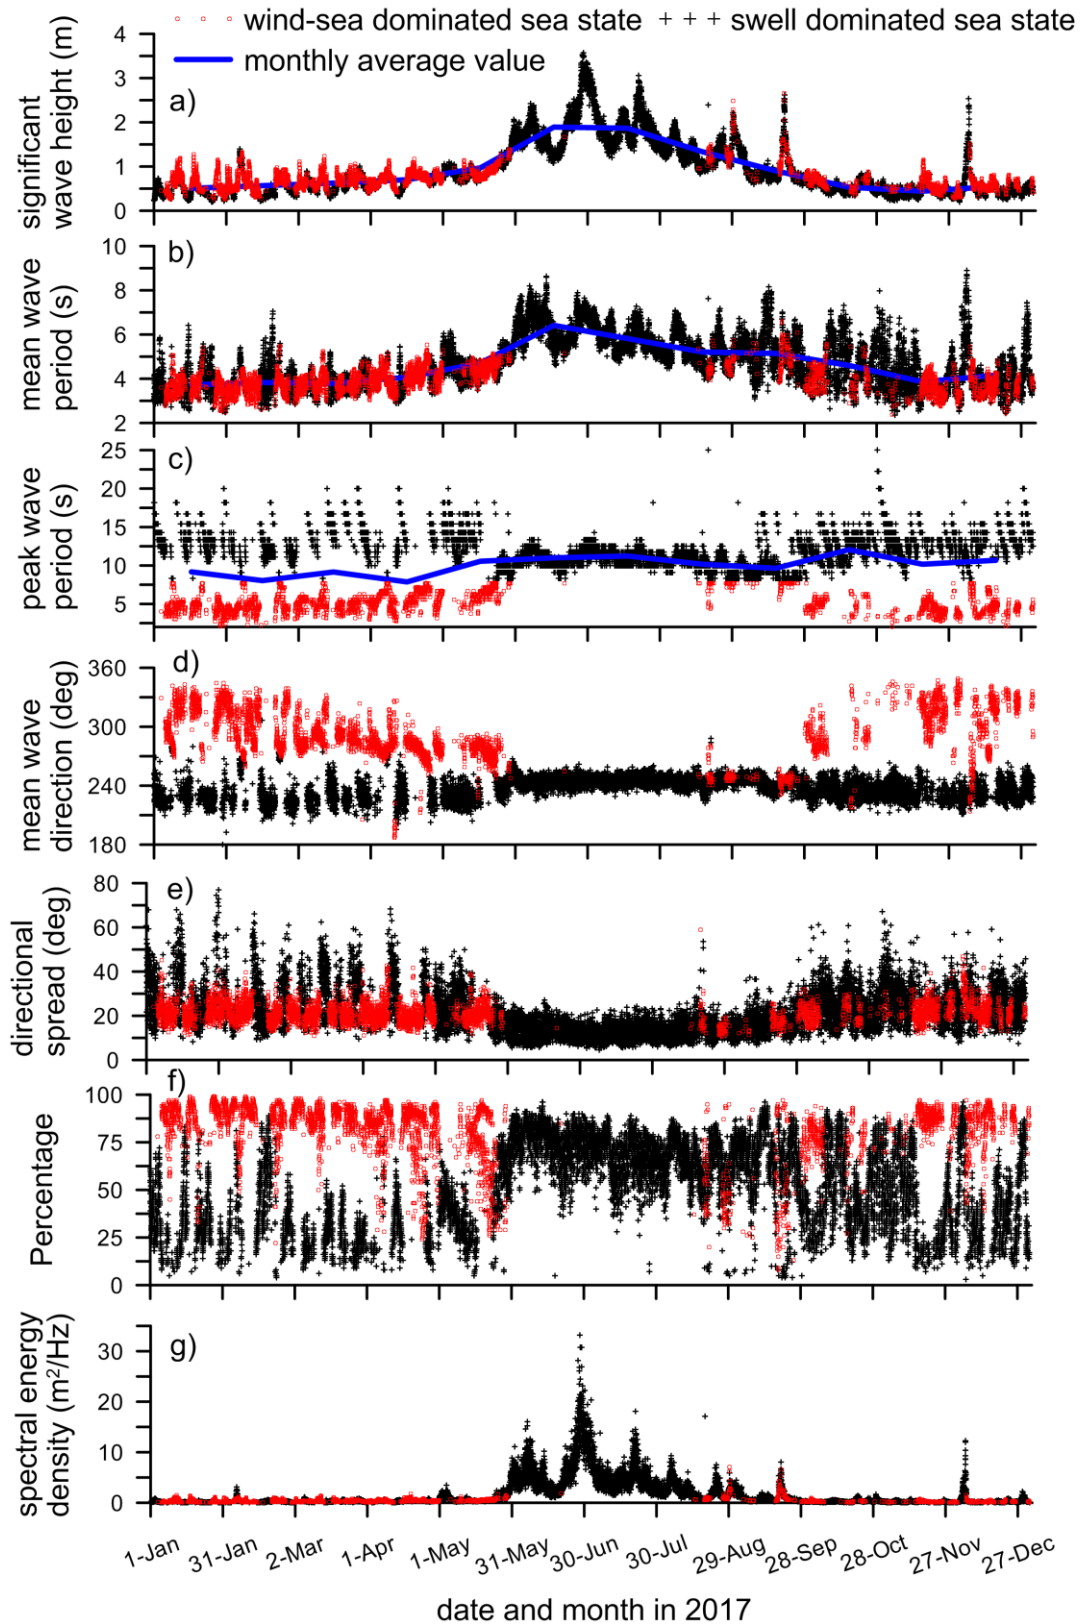 wind-sea dominated sea state + + + swell dominated sea state
monthly average value
significant
wave height (m)
a)
4
3
2
1
0
mean wave
period (s)
b)
10
8
6
4
2
peak wave
period (s)
c)
25
20
15
10
5
mean wave
direction (deg)
d)
360
300
240
180
directional
spread (deg)
e)
80
60
40
20
0
Percentage
f)
100
75
50
25
0
spectral energy
density (m²/Hz)
g)
30
20
10
0
1-Jan
31-Jan
2-Mar
1-Apr
1-May
31-May
30-Jun
30-Jul
29-Aug
28-Sep
28-Oct
27-Nov
27-Dec
date and month in 2017